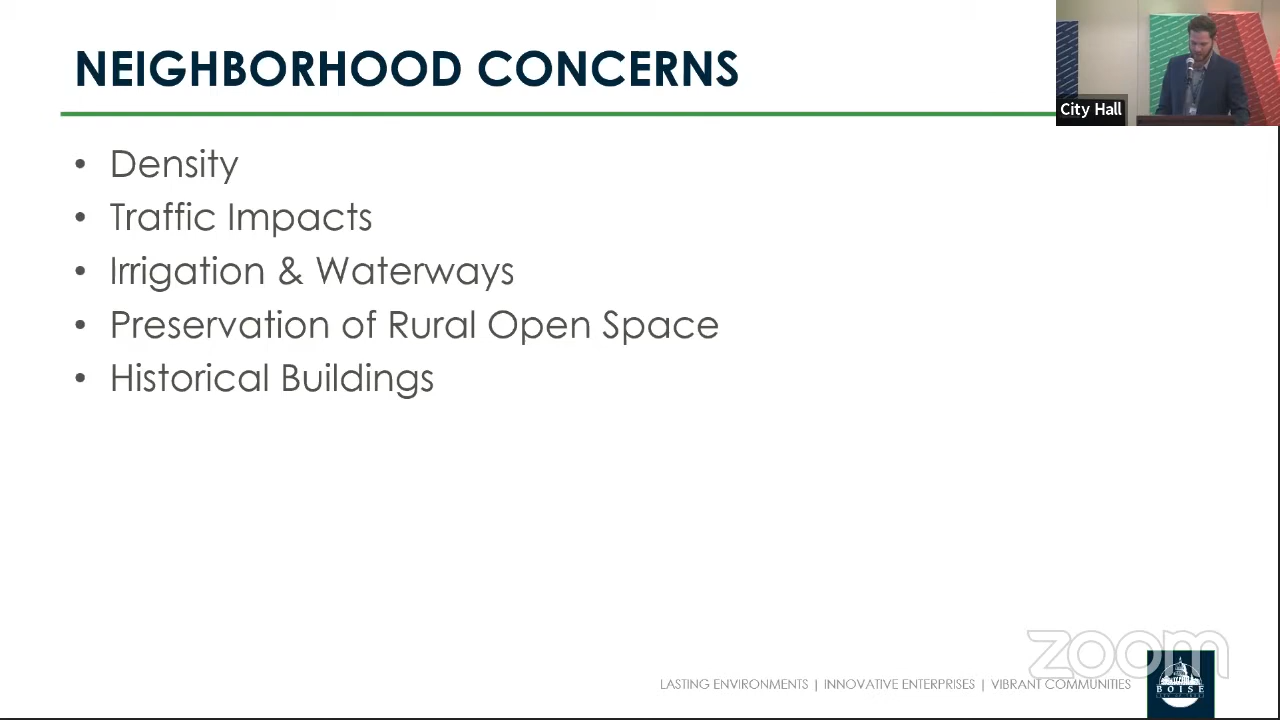 NEIGHBORHOOD CONCERNS
City Hall
• Density
• Traffic Impacts
• Irrigation & Waterways
• Preservation of Rural Open Space
• Historical Buildings
zoom
LASTING ENVIRONMENTS | INNOVATIVE ENTERPRISES | VIBRANT COMMUNITIES
BOISE